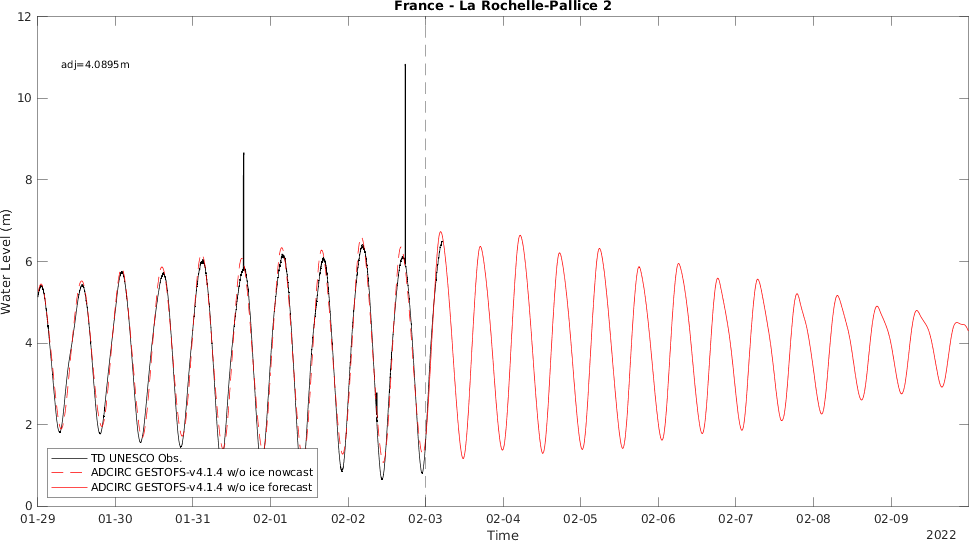 France - La Rochelle-Pallice 2
adj=4.0895m
Water Level (m)
12
10
8
6
4
2
0
TD UNESCO Obs.
ADCIRC GESTOFS-v4.1.4 w/o ice nowcast
ADCIRC GESTOFS-v4.1.4 w/o ice forecast
01-29 01-30 01-31 02-01 02-02 02-03 02-04 02-05 02-06 02-07 02-08 02-09
Time
2022